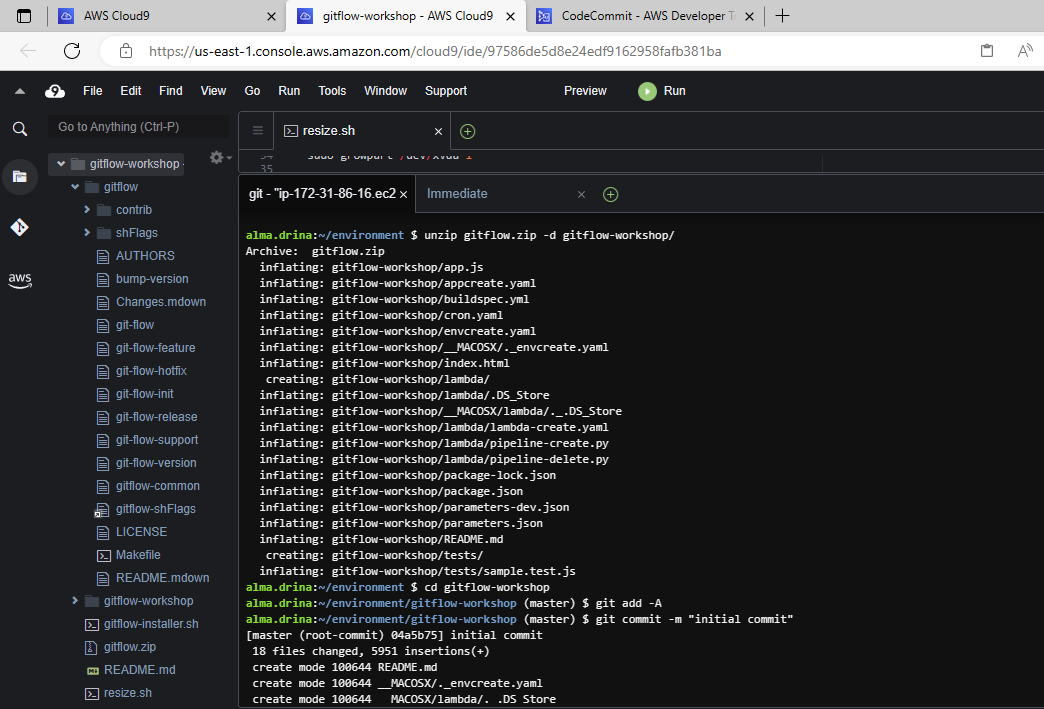 AWS Cloud9
gitflow-workshop - AWS Cloud9
CodeCommit - AWS Developer T
https://us-east-1.console.aws.amazon.com/cloud9/ide/97586de5d8e24edf9162958fafb381ba
9 File Edit Find View Go Run Tools Window Support Preview Run
Go to Anything (Ctrl-P)
resize.sh
sudo growpart /dev/xvda 1
35
gitflow-workshop -
gitflow
contrib
shFlags
AUTHORS
bump-version
Changes.mdown
git-flow
git-flow-feature
git-flow-hotfix
git-flow-init
git-flow-release
git-flow-support
git-flow-version
gitflow-common
gitflow-shFlags
LICENSE
Makefile
README.mdown
gitflow-workshop
gitflow-installer.sh
gitflow.zip
README.md
resize.sh
aws
git - "ip-172-31-86-16.ec2
Immediate
alma.drina:~/environment $ unzip gitflow.zip -d gitflow-workshop/
Archive:  gitflow.zip
inflating: gitflow-workshop/app.js
inflating: gitflow-workshop/appcreate.yaml
inflating: gitflow-workshop/buildspec.yml
inflating: gitflow-workshop/cron.yaml
inflating: gitflow-workshop/envcreate.yaml
inflating: gitflow-workshop/__MACOSX/._envcreate.yaml
inflating: gitflow-workshop/index.html
creating: gitflow-workshop/lambda/
inflating: gitflow-workshop/lambda/.DS_Store
inflating: gitflow-workshop/__MACOSX/lambda/._.DS_Store
inflating: gitflow-workshop/lambda/lambda-create.yaml
inflating: gitflow-workshop/lambda/pipeline-create.py
inflating: gitflow-workshop/lambda/pipeline-delete.py
inflating: gitflow-workshop/package-lock.json
inflating: gitflow-workshop/package.json
inflating: gitflow-workshop/parameters-dev.json
inflating: gitflow-workshop/parameters.json
inflating: gitflow-workshop/README.md
creating: gitflow-workshop/tests/
inflating: gitflow-workshop/tests/sample.test.js
alma.drina:~/environment $ cd gitflow-workshop
alma.drina:~/environment/gitflow-workshop (master) $ git add -A
alma.drina:~/environment/gitflow-workshop (master) $ git commit -m "initial commit"
[master (root-commit) 04a5b75] initial commit
18 files changed, 5951 insertions(+)
create mode 100644 README.md
create mode 100644 __MACOSX/._envcreate.yaml
create mode 100644 __MACOSX/lambda/._.DS_Store